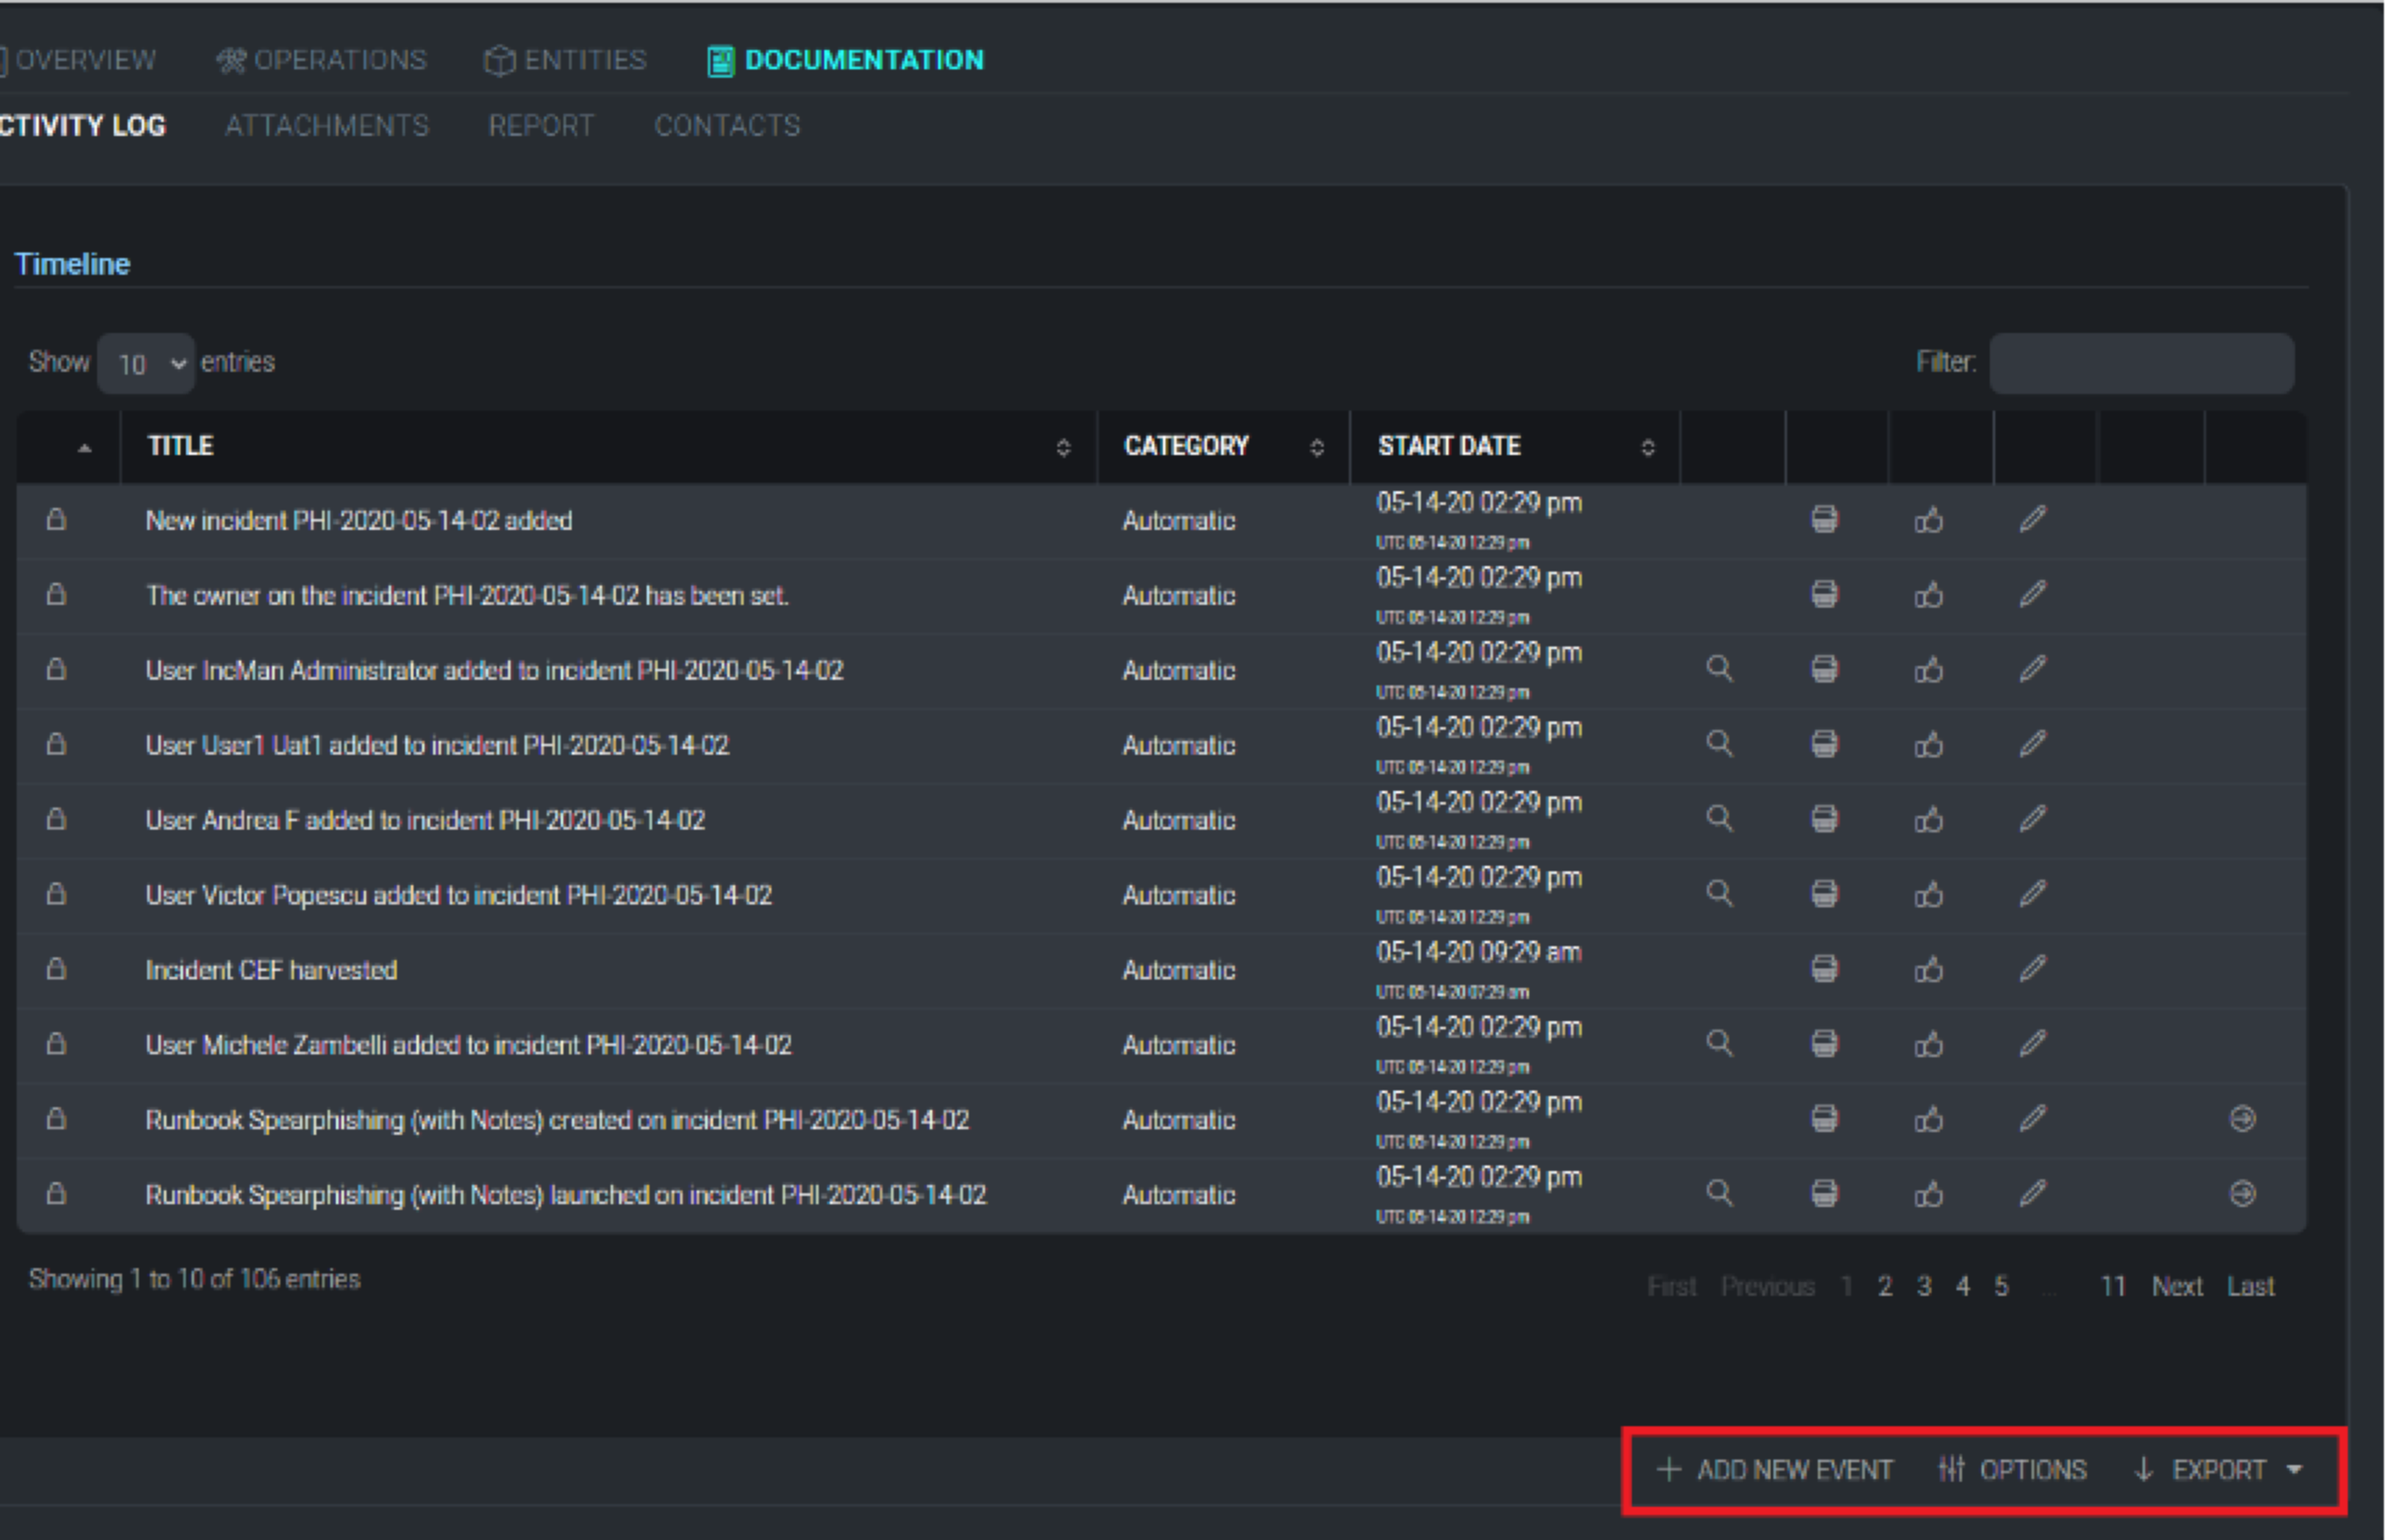 OVERVIEW OPERATIONS ENTITIES DOCUMENTATION
CTIVITY LOG ATTACHMENTS REPORT CONTACTS
Timeline
Show 10 entries Filter:
TITLE CATEGORY START DATE
New incident PHI-2020-05-14-02 added Automatic 05-14-20 02:29 pm
UTC 05-14-20 12:29 pm
The owner on the incident PHI-2020-05-14-02 has been set. Automatic 05-14-20 02:29 pm
UTC 05-14-20 12:29 pm
User IncMan Administrator added to incident PHI-2020-05-14-02 Automatic 05-14-20 02:29 pm
UTC 05-14-20 12:29 pm
User User1 Uat1 added to incident PHI-2020-05-14-02 Automatic 05-14-20 02:29 pm
UTC 05-14-20 12:29 pm
User Andrea F added to incident PHI-2020-05-14-02 Automatic 05-14-20 02:29 pm
UTC 05-14-20 12:29 pm
User Victor Popescu added to incident PHI-2020-05-14-02 Automatic 05-14-20 02:29 pm
UTC 05-14-20 12:29 pm
Incident CEF harvested Automatic 05-14-20 09:29 am
UTC 05-14-20 07:29 am
User Michele Zambelli added to incident PHI-2020-05-14-02 Automatic 05-14-20 02:29 pm
UTC 05-14-20 12:29 pm
Runbook Spearphishing (with Notes) created on incident PHI-2020-05-14-02 Automatic 05-14-20 02:29 pm
UTC 05-14-20 12:29 pm
Runbook Spearphishing (with Notes) launched on incident PHI-2020-05-14-02 Automatic 05-14-20 02:29 pm
UTC 05-14-20 12:29 pm
Showing 1 to 10 of 106 entries First Previous 1 2 3 4 5 ... 11 Next Last
ADD NEW EVENT OPTIONS EXPORT